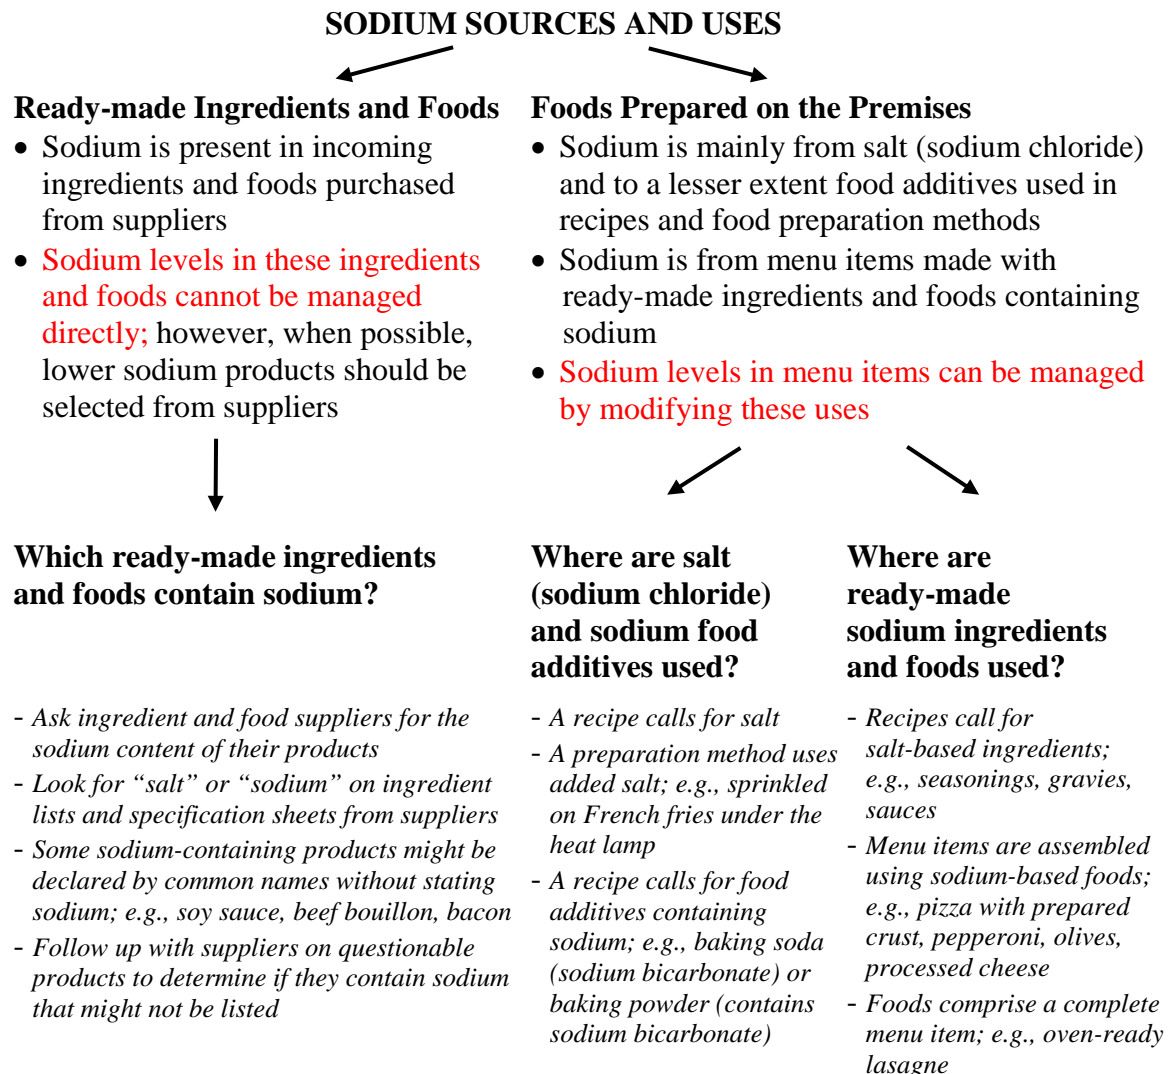 SODIUM SOURCES AND USES
Ready-made Ingredients and Foods
• Sodium is present in incoming
ingredients and foods purchased
from suppliers
• Sodium levels in these ingredients
and foods cannot be managed
directly; however, when possible,
lower sodium products should be
selected from suppliers
Foods Prepared on the Premises
• Sodium is mainly from salt (sodium chloride)
and to a lesser extent food additives used in
recipes and food preparation methods
• Sodium is from menu items made with
ready-made ingredients and foods containing
sodium
• Sodium levels in menu items can be managed
by modifying these uses
Which ready-made ingredients
and foods contain sodium?
- Ask ingredient and food suppliers for the
sodium content of their products
- Look for “salt” or “sodium” on ingredient
lists and specification sheets from suppliers
- Some sodium-containing products might be
declared by common names without stating
sodium; e.g., soy sauce, beef bouillon, bacon
- Follow up with suppliers on questionable
products to determine if they contain sodium
that might not be listed
Where are salt
(sodium chloride)
and sodium food
additives used?
- A recipe calls for salt
- A preparation method uses
added salt; e.g., sprinkled
on French fries under the
heat lamp
- A recipe calls for food
additives containing
sodium; e.g., baking soda
(sodium bicarbonate) or
baking powder (contains
sodium bicarbonate)
Where are
ready-made
sodium ingredients
and foods used?
- Recipes call for
salt-based ingredients;
e.g., seasonings, gravies,
sauces
- Menu items are assembled
using sodium-based foods;
e.g., pizza with prepared
crust, pepperoni, olives,
processed cheese
- Foods comprise a complete
menu item; e.g., oven-ready
lasagne